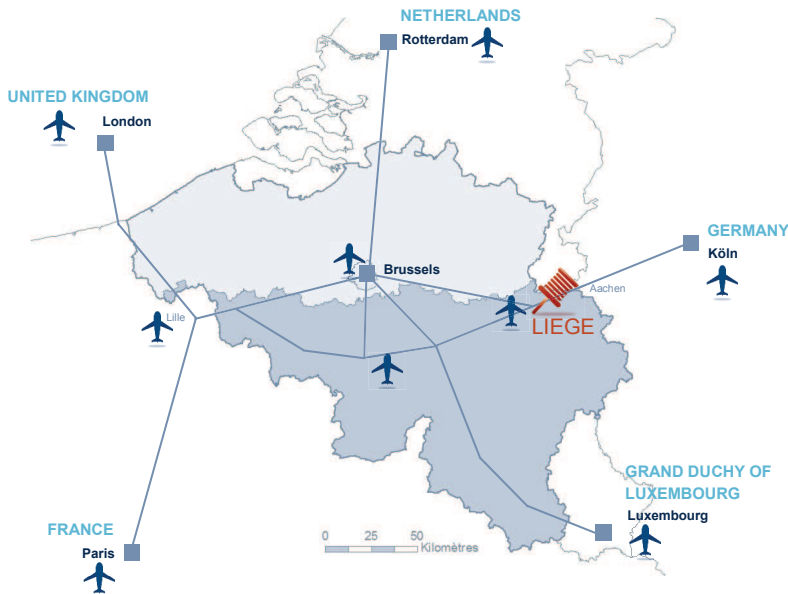 NETHERLANDS
Rotterdam
UNITED KINGDOM
London
GERMANY
Köln
Brussels
Aachen
Lille
LIEGE
GRAND DUCHY OF
LUXEMBOURG
Luxembourg
FRANCE
Paris
0 25 50
Kilomètres